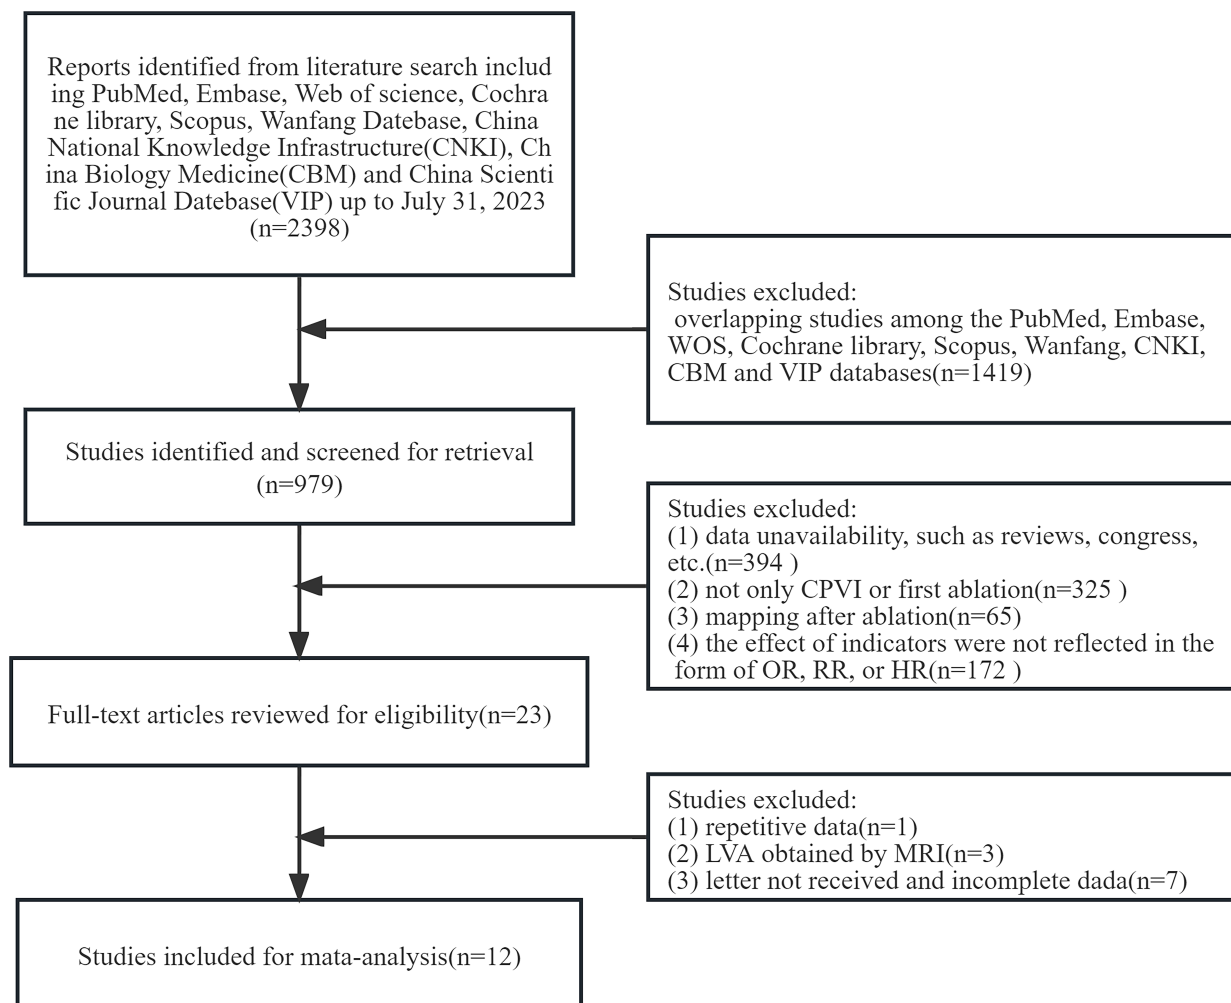 Reports identified from literature search includ
ing PubMed, Embase, Web of science, Cochra
ne library, Scopus, Wanfang Datebase, China
National Knowledge Infrastructure(CNKI), Ch
ina Biology Medicine(CBM) and China Scienti
fic Journal Datebase(VIP) up to July 31, 2023
(n=2398)
Studies excluded:
overlapping studies among the PubMed, Embase,
WOS, Cochrane library, Scopus, Wanfang, CNKI,
CBM and VIP databases(n=1419)
Studies identified and screened for retrieval
(n=979)
Studies excluded:
(1) data unavailability, such as reviews, congress,
etc.(n=394 )
(2) not only CPVI or first ablation(n=325 )
(3) mapping after ablation(n=65)
(4) the effect of indicators were not reflected in the
form of OR, RR, or HR(n=172 )
Full-text articles reviewed for eligibility(n=23)
Studies excluded:
(1) repetitive data(n=1)
(2) LVA obtained by MRI(n=3)
(3) letter not received and incomplete dada(n=7)
Studies included for mata-analysis(n=12)